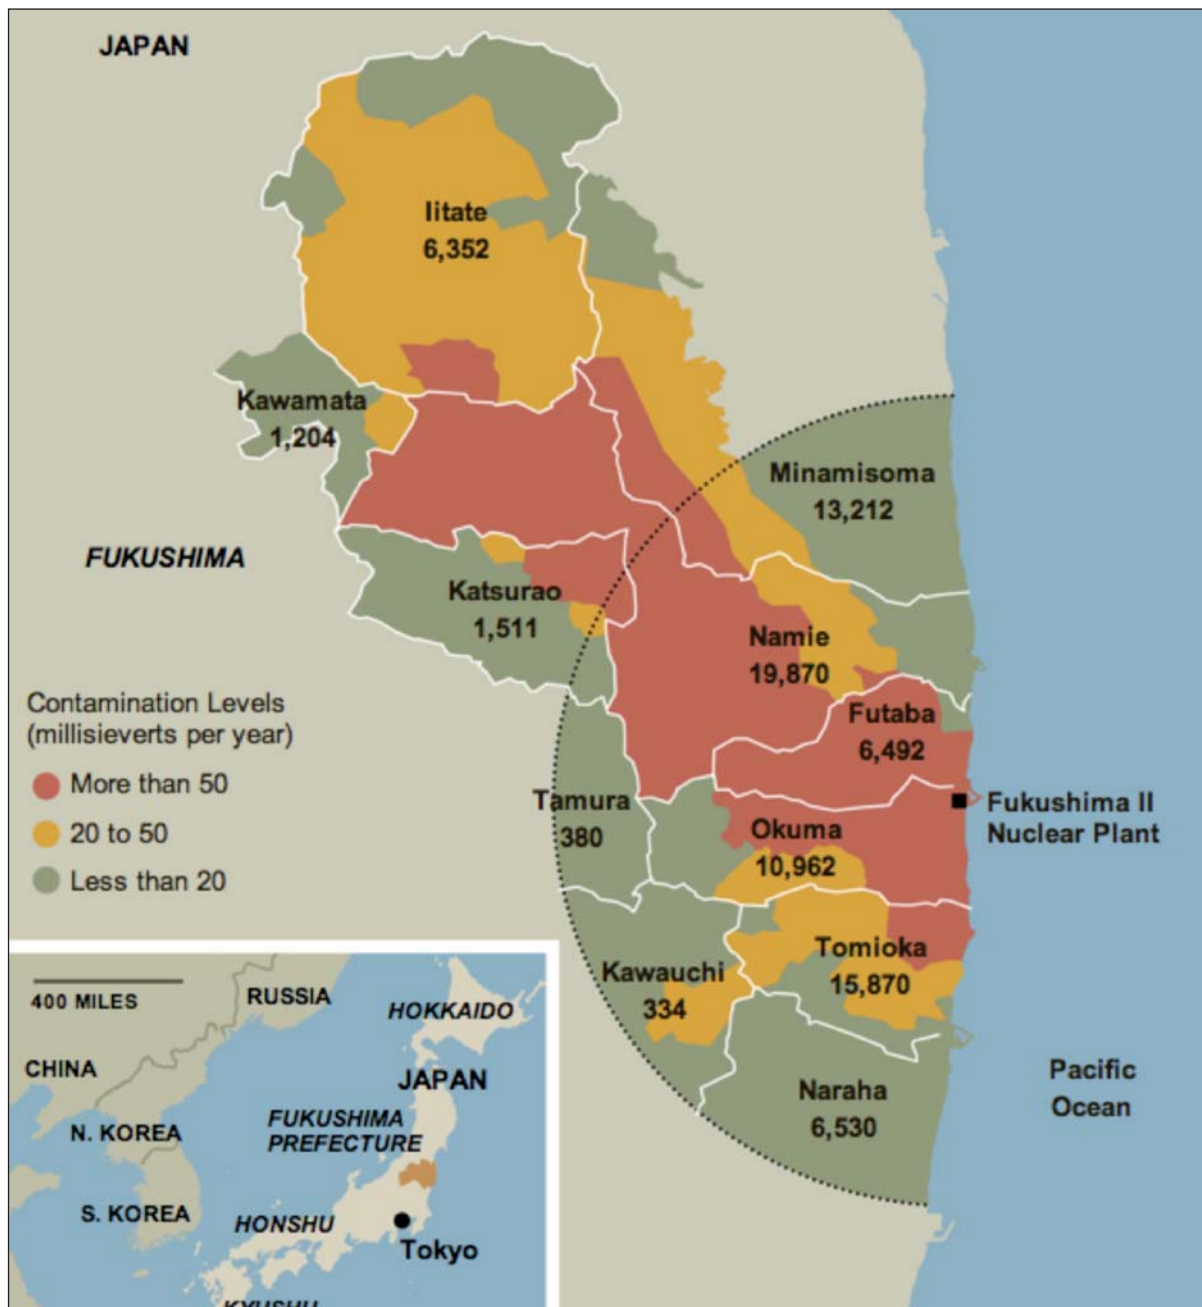 JAPAN
Iitate
6,352
Kawamata
1,204
Minamisoma
13,212
FUKUSHIMA
Katsurao
1,511
Namie
19,870
Contamination Levels
(millisieverts per year)
More than 50
20 to 50
Less than 20
Futaba
6,492
Tamura
380
Okuma
10,962
Fukushima II
Nuclear Plant
Tomioka
15,870
Kawauchi
334
Naraha
6,530
Pacific
Ocean
400 MILES
RUSSIA
HOKKAIDO
CHINA
JAPAN
FUKUSHIMA
PREFECTURE
N. KOREA
S. KOREA
HONSHU
Tokyo
KYUSHU